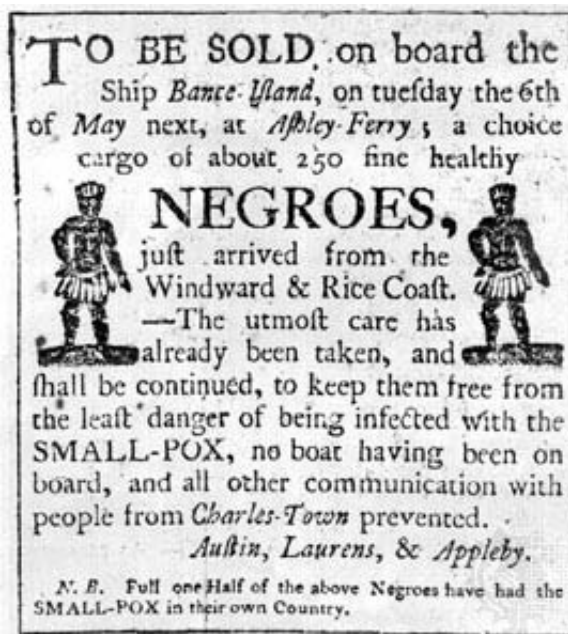 TO BE SOLD, on board the
Ship Bance-Iſland, on tueſday the 6th
of May next, at Aſhley-Ferry; a choice
cargo of about 250 fine healthy
NEGROES,
juſt arrived from the
Windward & Rice Coaſt.
—The utmoſt care has
already been taken, and
ſhall be continued, to keep them free from
the leaſt danger of being infected with the
SMALL-POX, no boat having been on
board, and all other communication with
people from Charles-Town prevented.
Auſtin, Laurens, & Appleby.
N. B. Full one Half of the above Negroes have had the
SMALL-POX in their own Country.